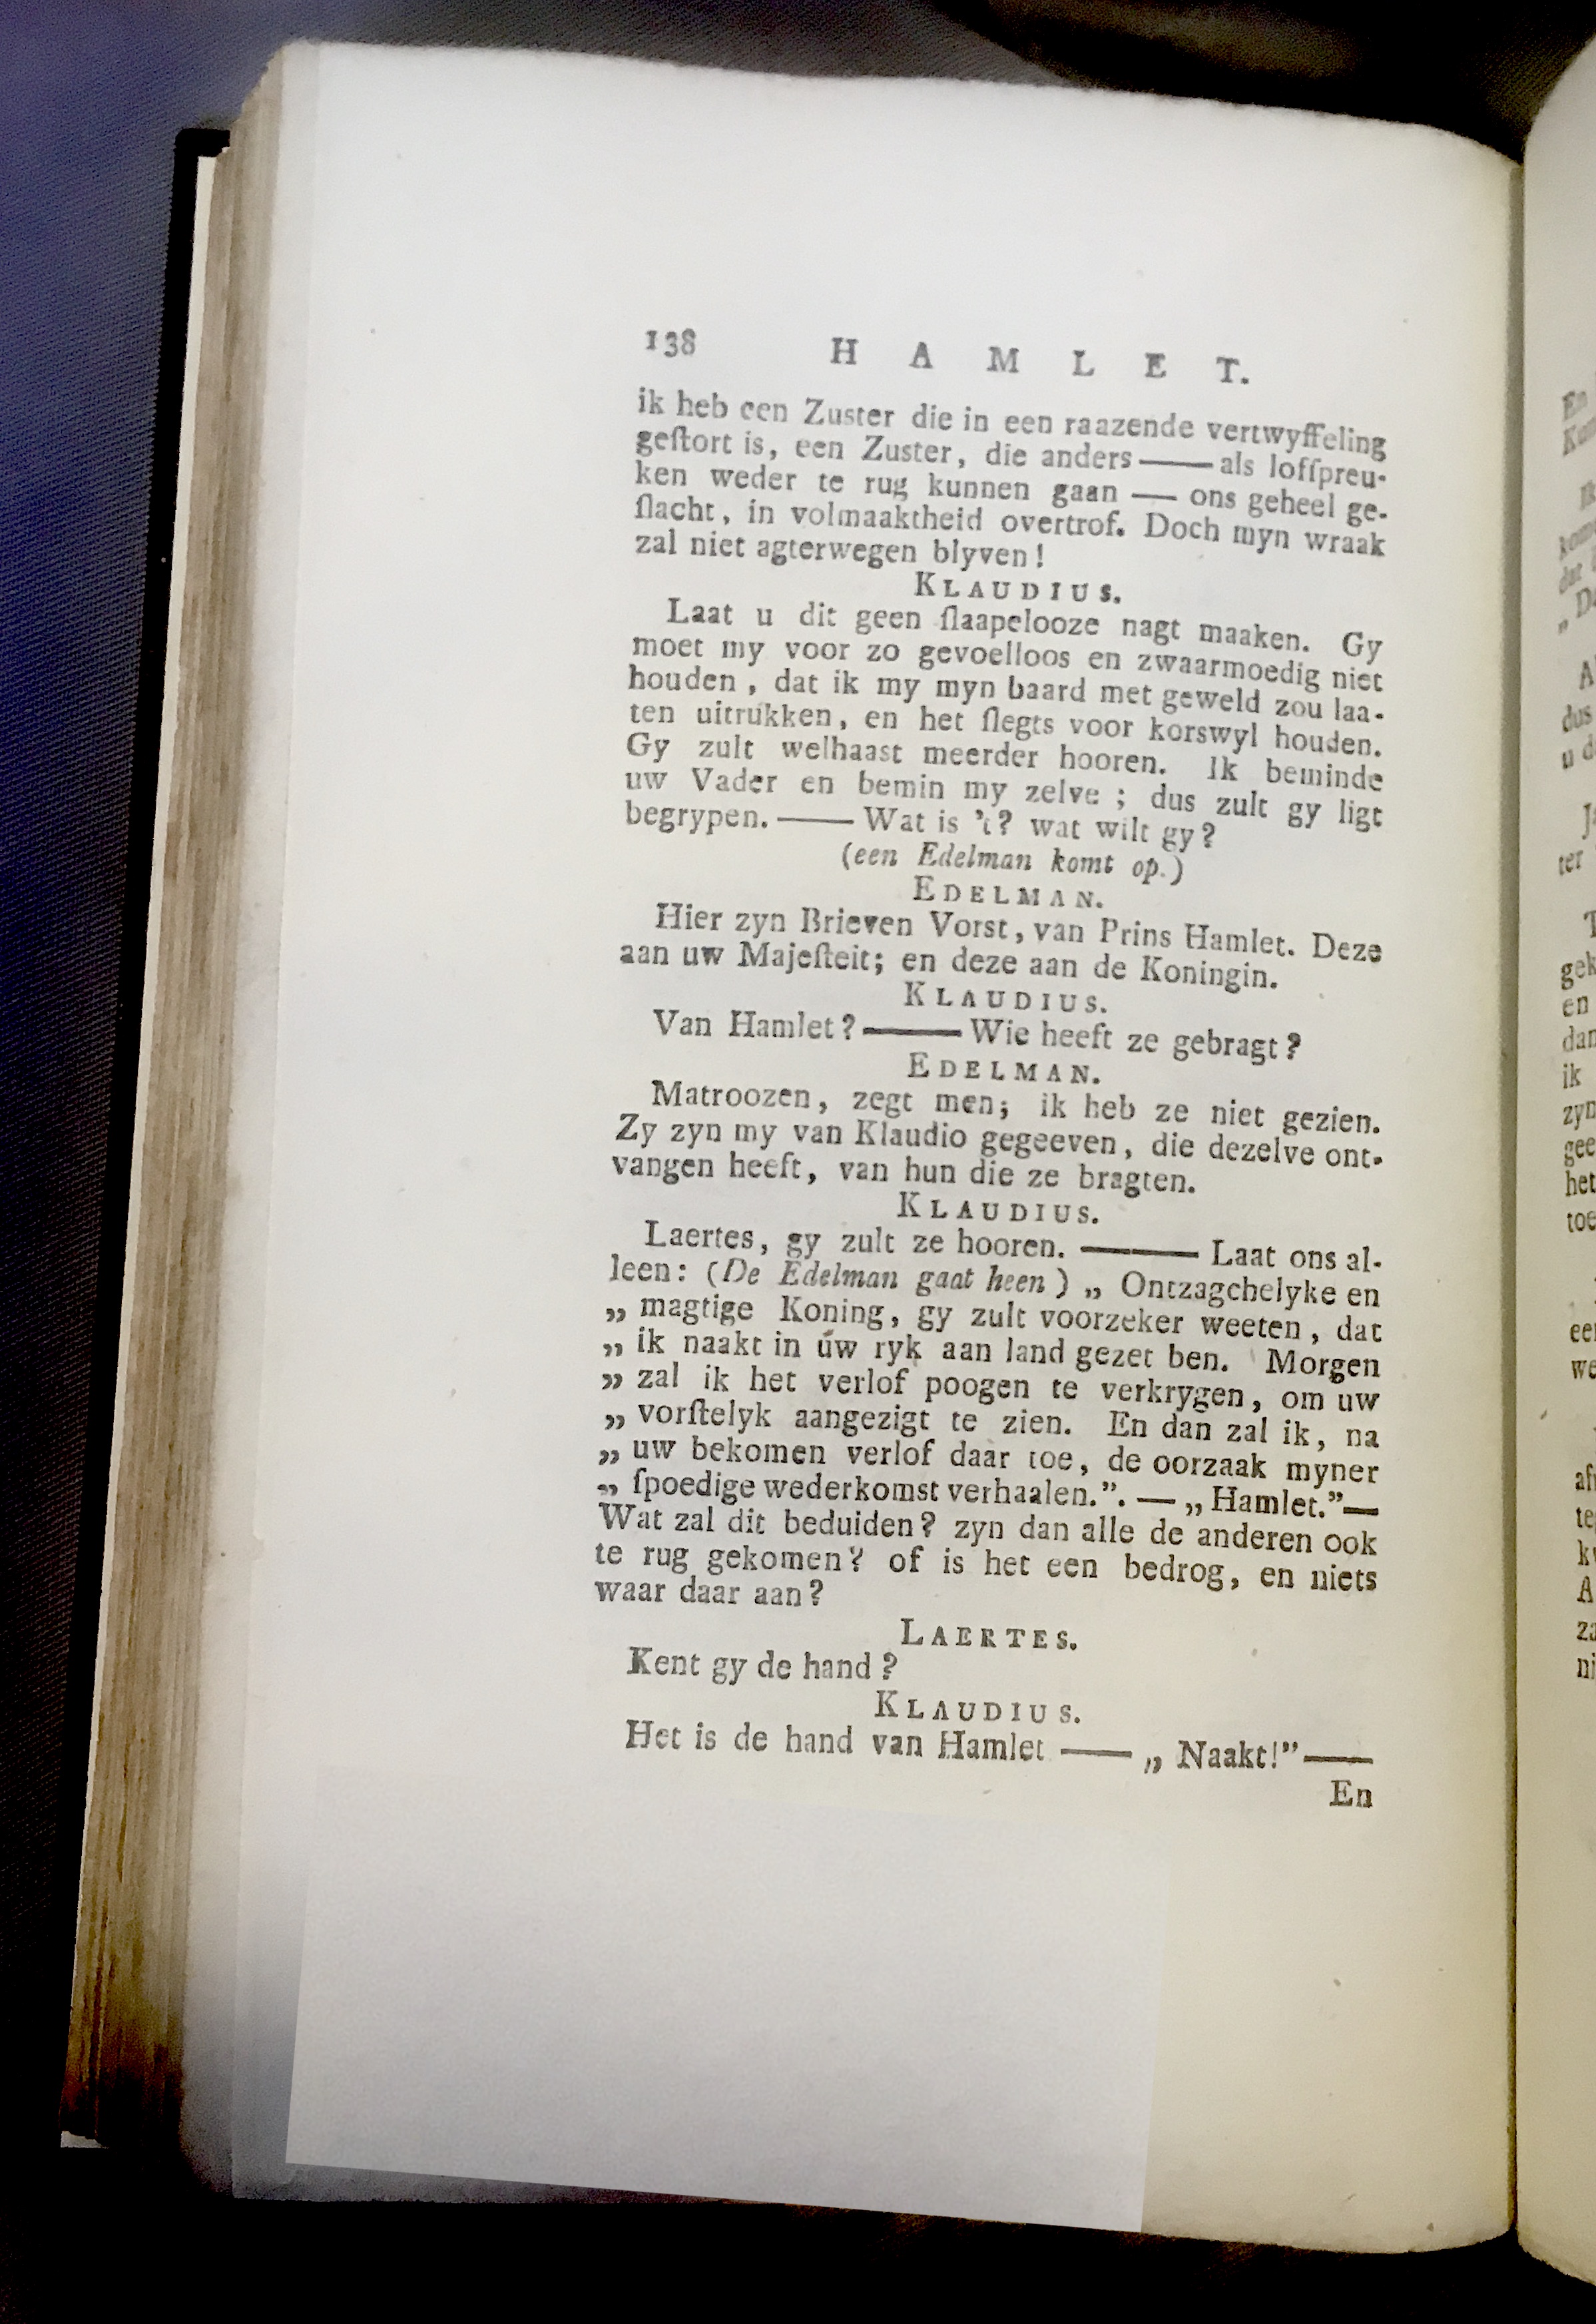 138 HAMLET.
ik heb een Zuster die in een raazende vertwyffeling
geſtort is, een Zuster, die anders —— als loffpreu-
ken weder te rug kunnen gaan — ons geheel ge-
ſlacht, in volmaaktheid overtrof. Doch myn wraak
zal niet agterwegen blyven!
KLAUDIUS.
Laat u dit geen ſlaapelooze nagt maaken. Gy
moet my voor zo gevoelloos en zwaarmoedig niet
houden, dat ik my myn baard met geweld zou laa-
ten uitrukken, en het ſlegts voor korswyl houden.
Gy zult welhaast meerder hooren. Ik beminde
uw Vader en bemin my zelve; dus zult gy ligt
begrypen. —— Wat is 't? wat wilt gy?
(een Edelman komt op.)
EDELMAN.
Hier zyn Brieven Vorst, van Prins Hamlet. Deze
aan uw Majeſteit; en deze aan de Koningin.
KLAUDIUS.
Van Hamlet? —— Wie heeft ze gebragt?
EDELMAN.
Matroozen, zegt men; ik heb ze niet gezien.
Zy zyn my van Klaudio gegeeven, die dezelve ont-
vangen heeft, van hun die ze bragten.
KLAUDIUS.
Laertes, gy zult ze hooren. —— Laat ons al-
leen: (De Edelman gaat heen) „ Ontzagchelyke en
„ magtige Koning, gy zult voorzeker weeten, dat
„ ik naakt in úw ryk aan land gezet ben. Morgen
„ zal ik het verlof poogen te verkrygen, om uw
„ vorſtelyk aangezigt te zien. En dan zal ik, na
„ uw bekomen verlof daar toe, de oorzaak myner
„ ſpoedige wederkomst verhaalen.”. — „ Hamlet.” —
Wat zal dit beduiden? zyn dan alle de anderen ook
te rug gekomen? of is het een bedrog, en niets
waar daar aan?
LAERTES.
Kent gy de hand?
KLAUDIUS.
Het is de hand van Hamlet —— „ Naakt!” ——
En